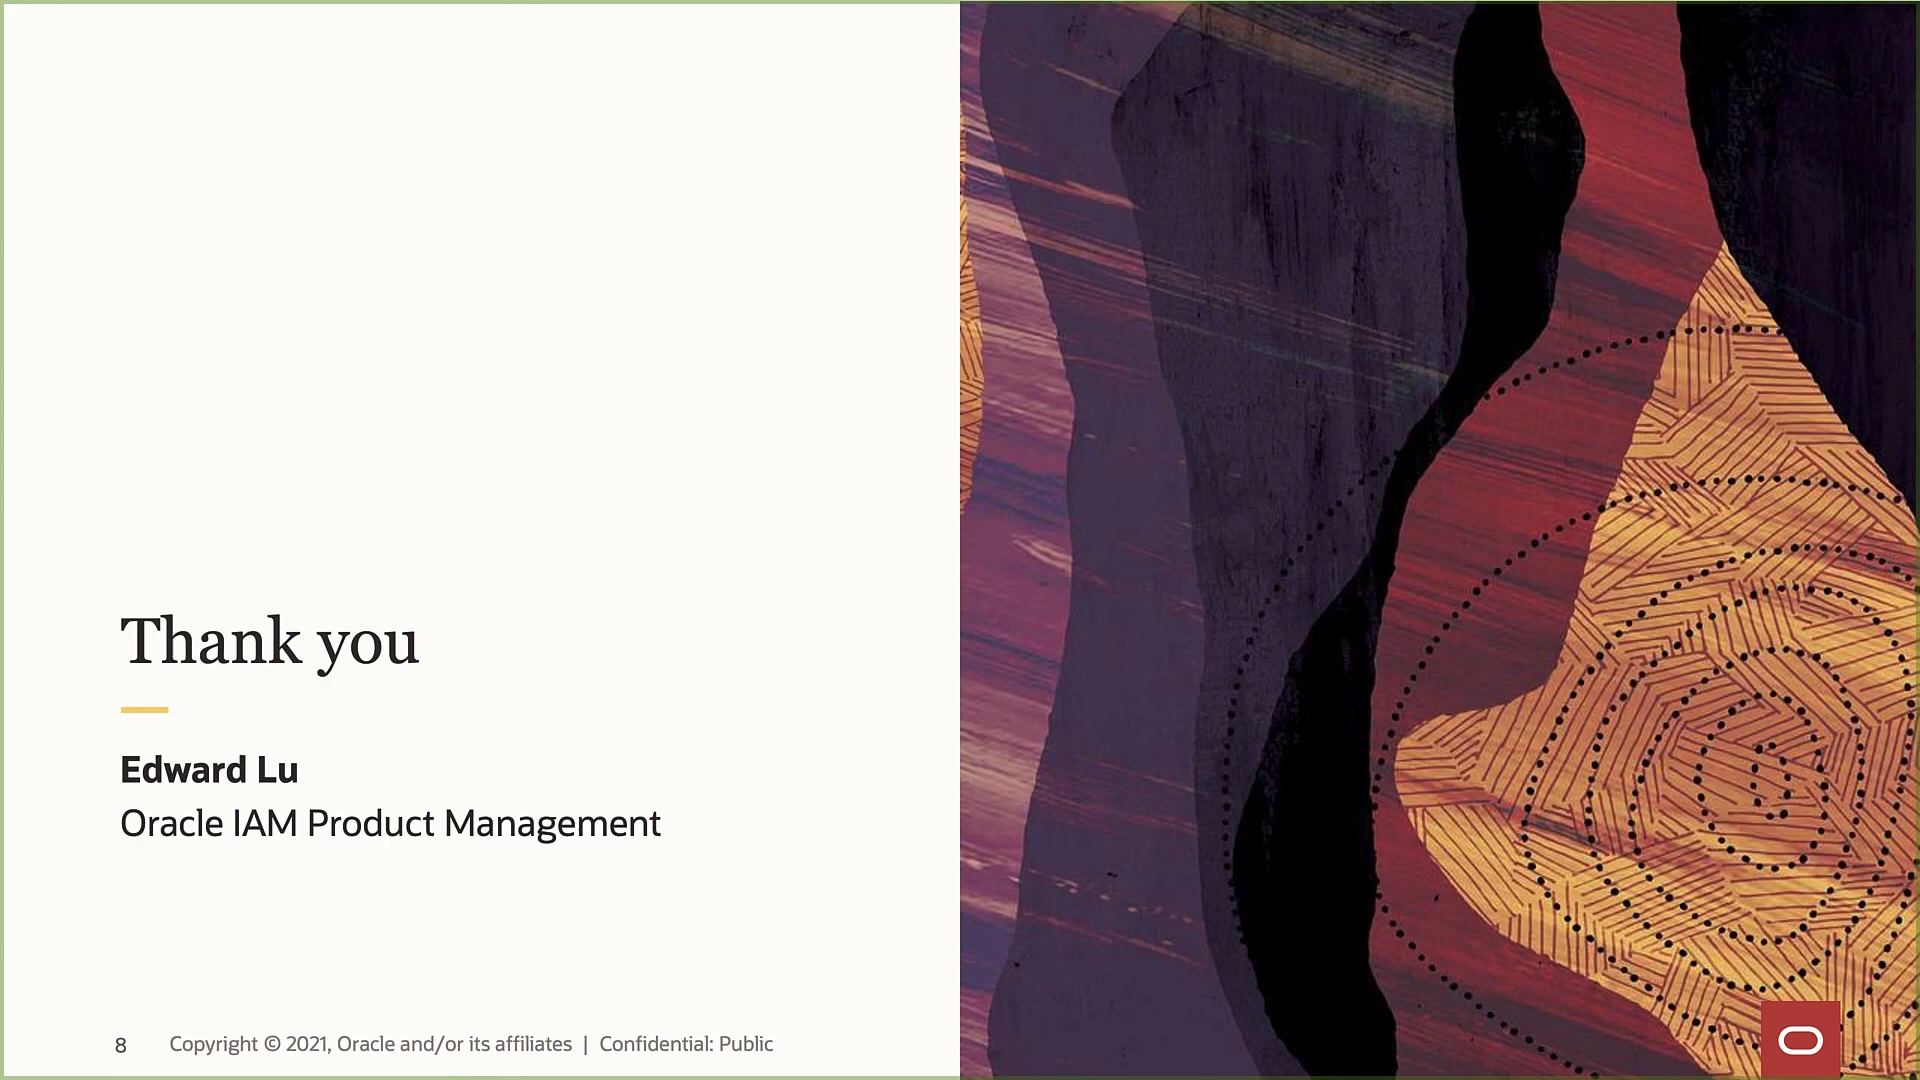 Thank you
Edward Lu
Oracle IAM Product Management
8 Copyright © 2021, Oracle and/or its affiliates | Confidential: Public